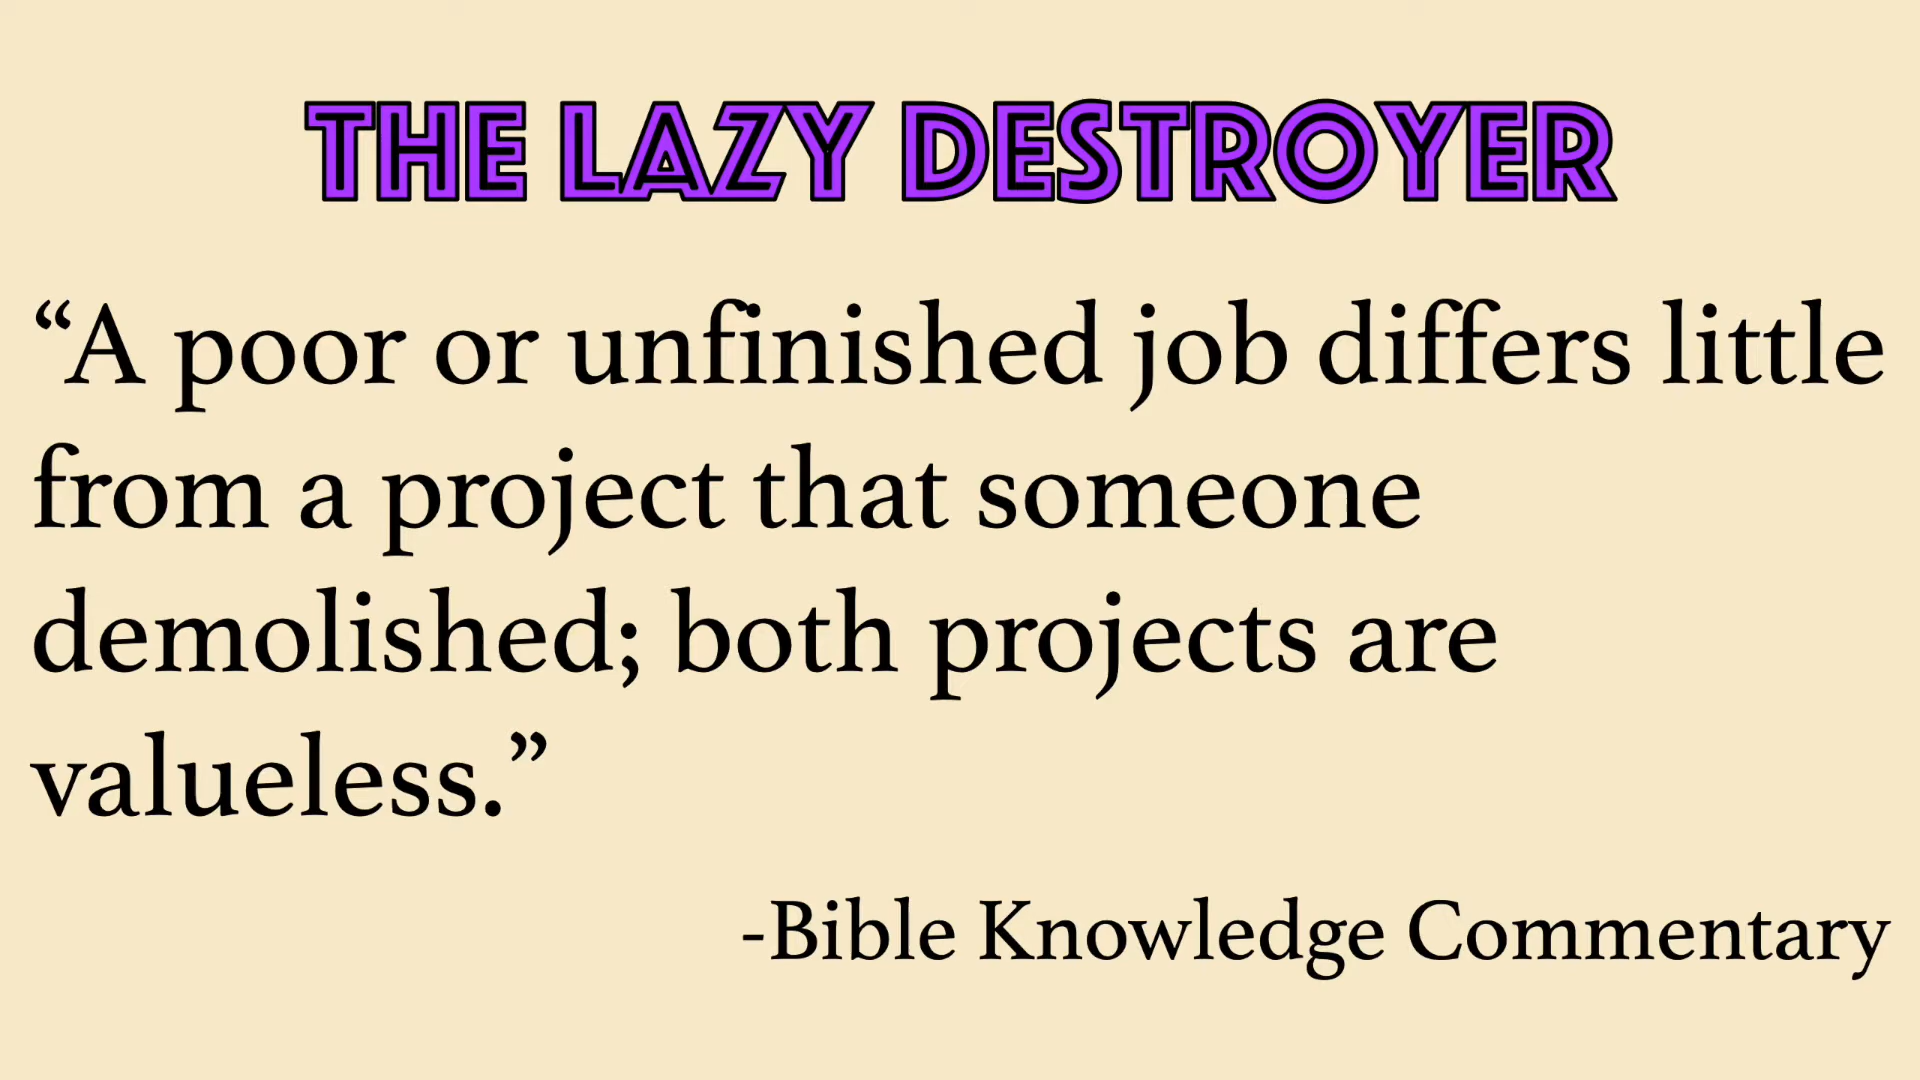 THE LAZY DESTROYER
“A poor or unfinished job differs little
from a project that someone
demolished; both projects are
valueless.”
-Bible Knowledge Commentary